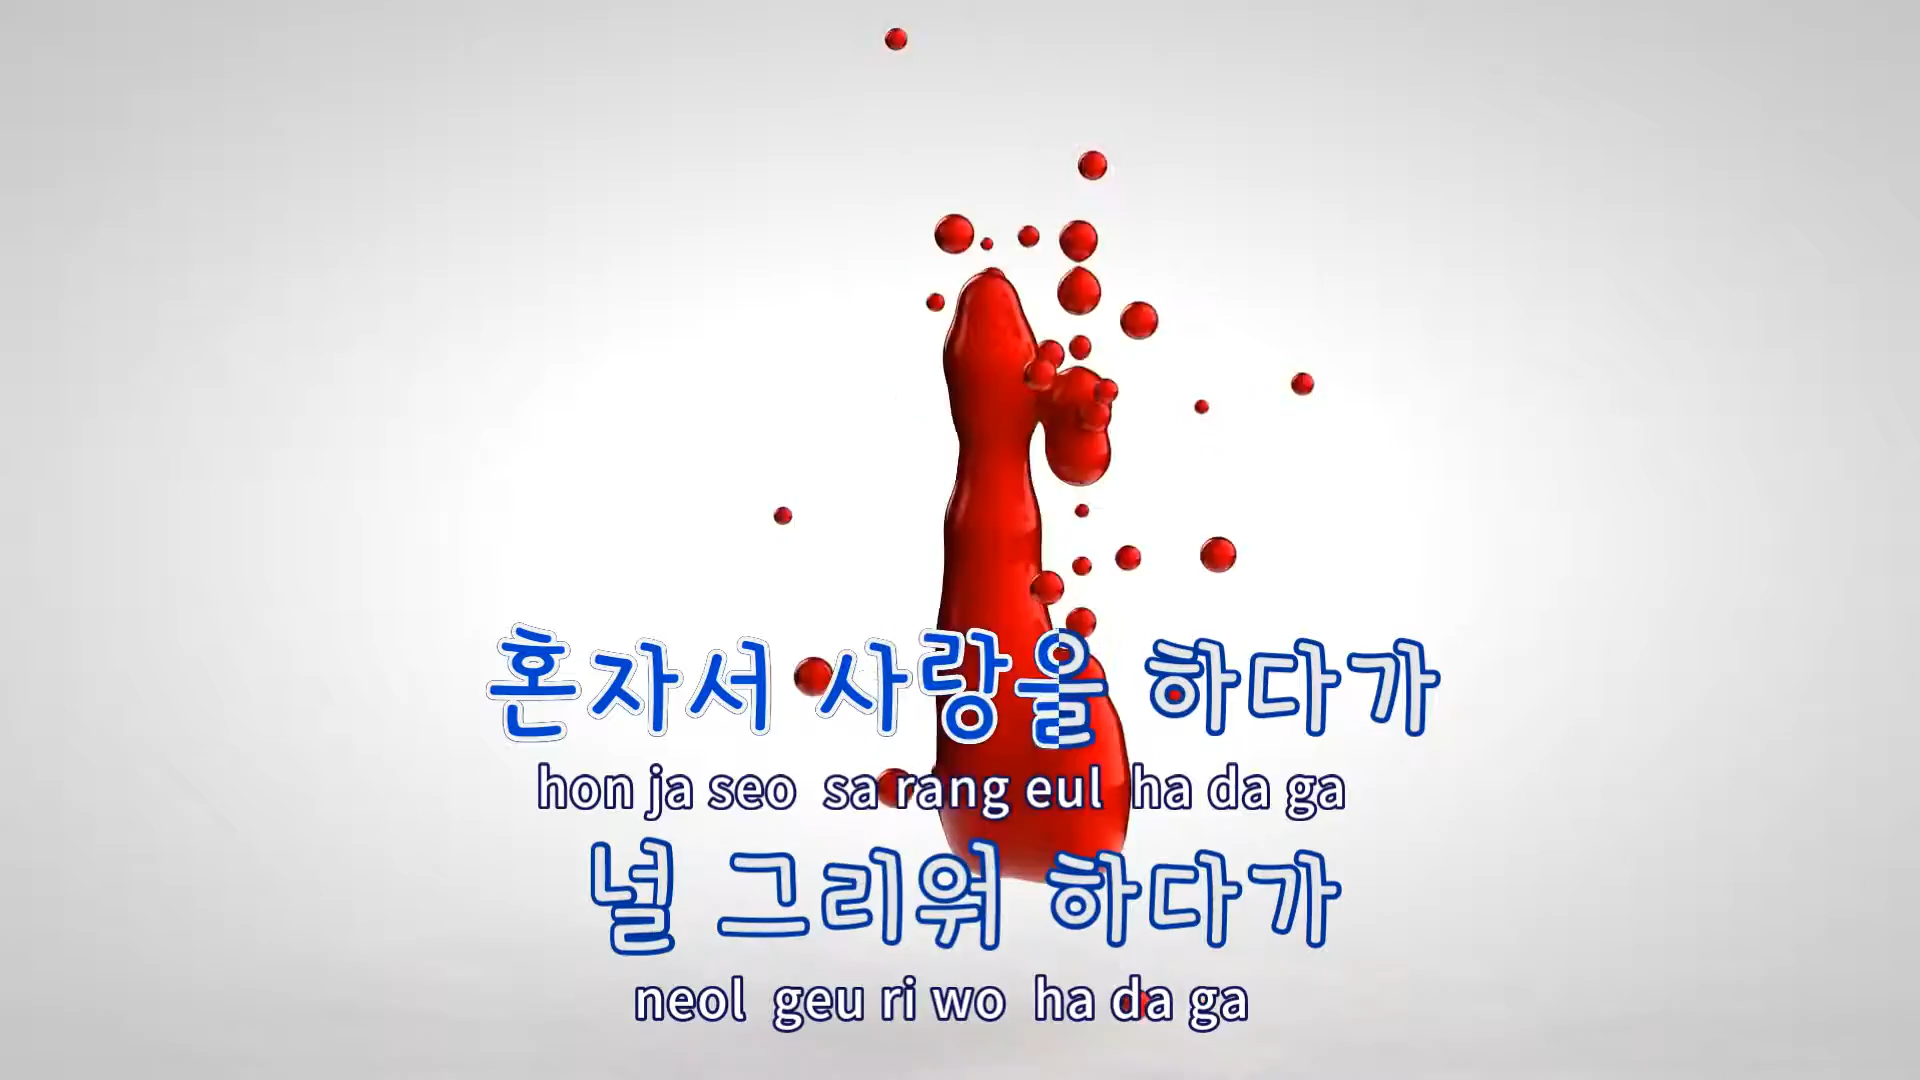 혼자서 사랑을 하다가
hon ja seo sa rang eul ha da ga
널 그리워 하다가
neol geu ri wo ha da ga